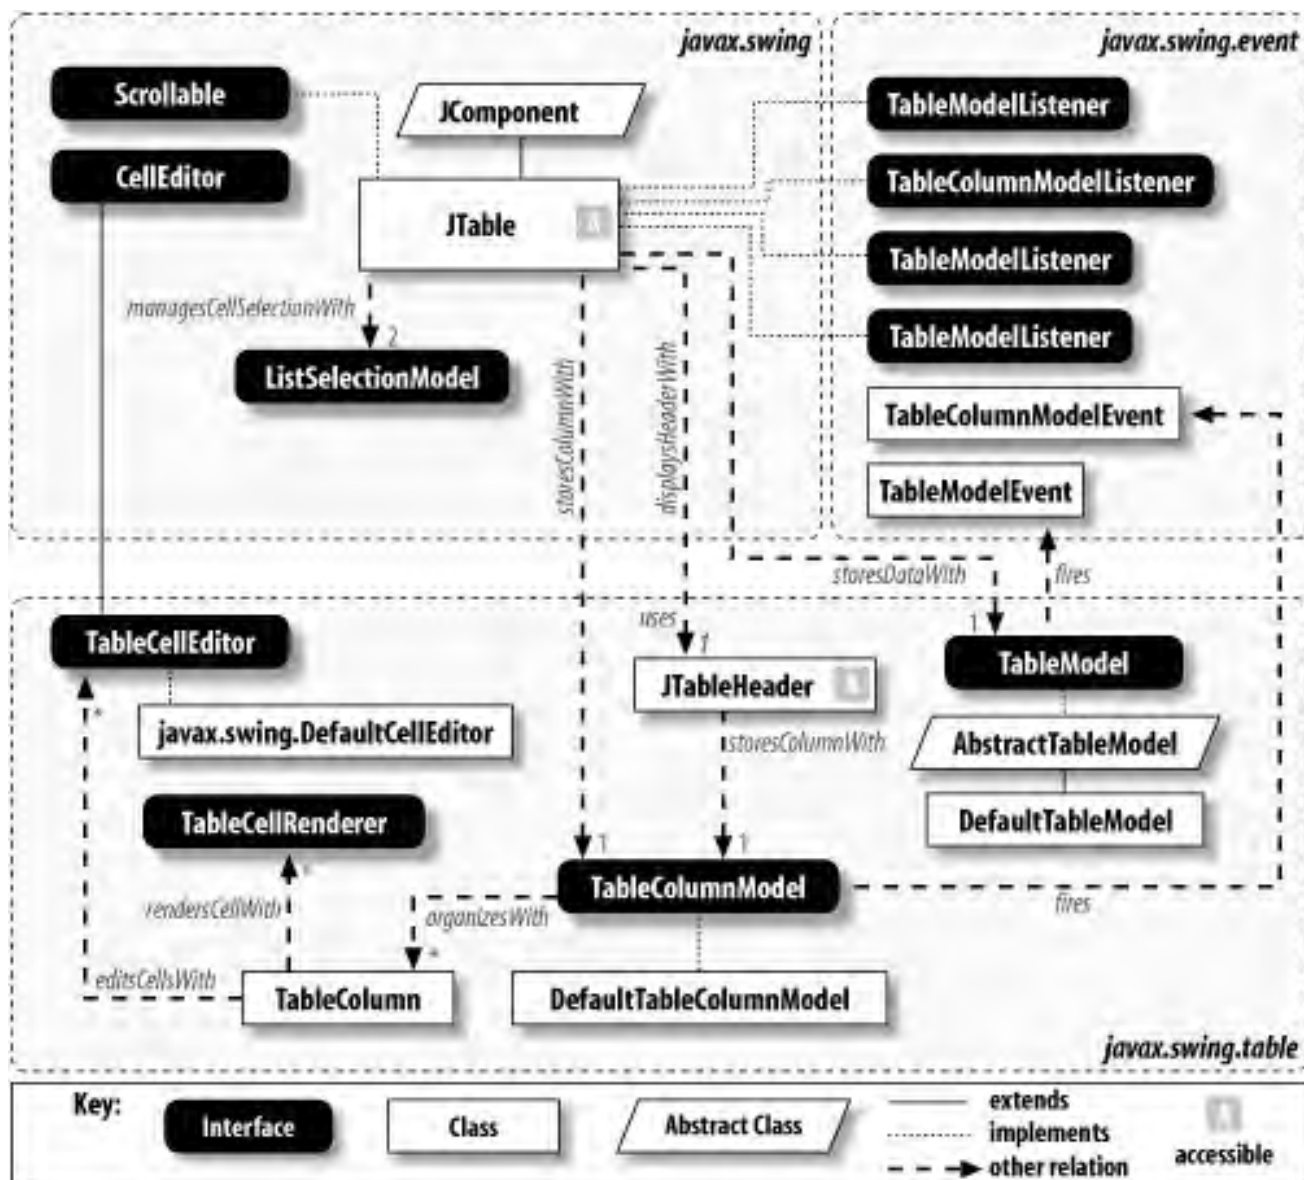 javax.swing
javax.swing.event
Scrollable
JComponent
CellEditor
JTable
A
managesCellSelectionWith
2
ListSelectionModel
storesColumnWith
displaysHeaderWith
TableModelListener
TableColumnModelListener
TableModelListener
TableModelListener
TableColumnModelEvent
TableModelEvent
storesDataWith
fires
uses
1
1
TableCellEditor
*
javax.swing.DefaultCellEditor
JTableHeader
A
storesColumnWith
TableModel
AbstractTableModel
DefaultTableModel
TableCellRenderer
*
rendersCellWith
1
1
TableColumnModel
organizesWith
*
fires
editsCellsWith
TableColumn
DefaultTableColumnModel
javax.swing.table
Key:
Interface
Class
Abstract Class
extends
implements
other relation
A
accessible